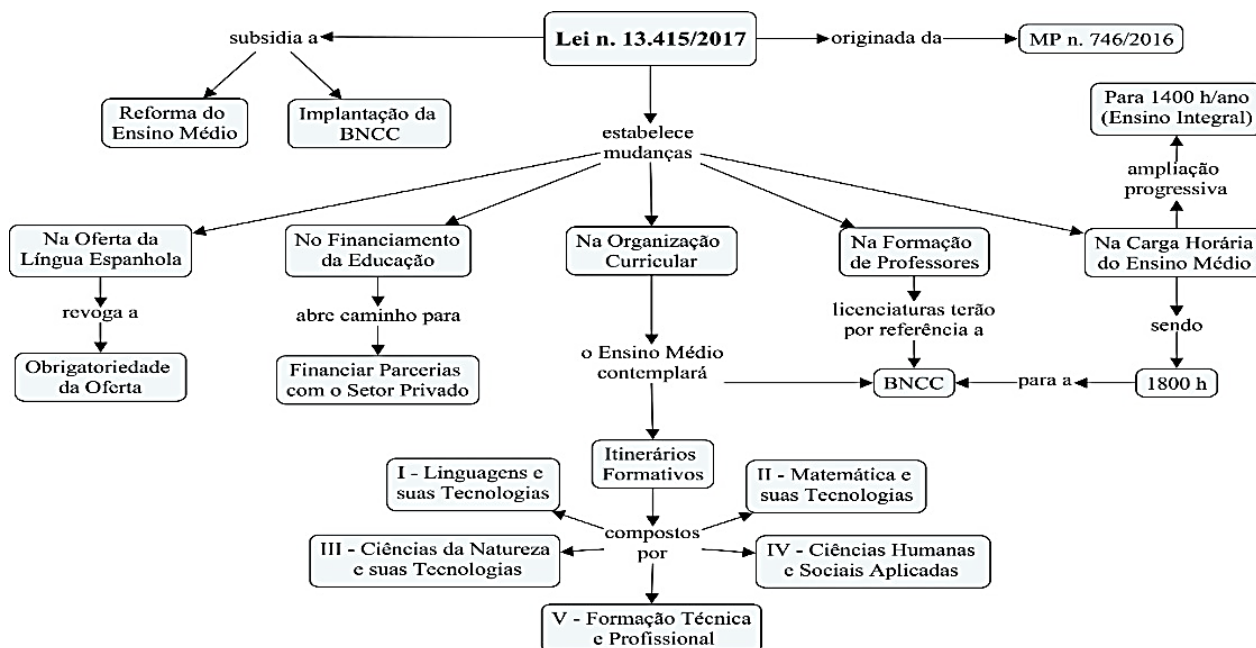 Lei n. 13.415/2017
subsidia a
originada da
MP n. 746/2016
Reforma do
Ensino Médio
Implantação da
BNCC
Para 1400 h/ano
(Ensino Integral)
estabelece
mudanças
ampliação
progressiva
Na Oferta da
Língua Espanhola
No Financiamento
da Educação
Na Organização
Curricular
Na Formação
de Professores
Na Carga Horária
do Ensino Médio
revoga a
abre caminho para
licenciaturas terão
por referência a
sendo
Obrigatoriedade
da Oferta
Financiar Parcerias
com o Setor Privado
o Ensino Médio
contemplará
BNCC
para a
1800 h
Itinerários
Formativos
I - Linguagens e
suas Tecnologias
II - Matemática e
suas Tecnologias
compostos
por
III - Ciências da Natureza
e suas Tecnologias
IV - Ciências Humanas
e Sociais Aplicadas
V - Formação Técnica
e Profissional